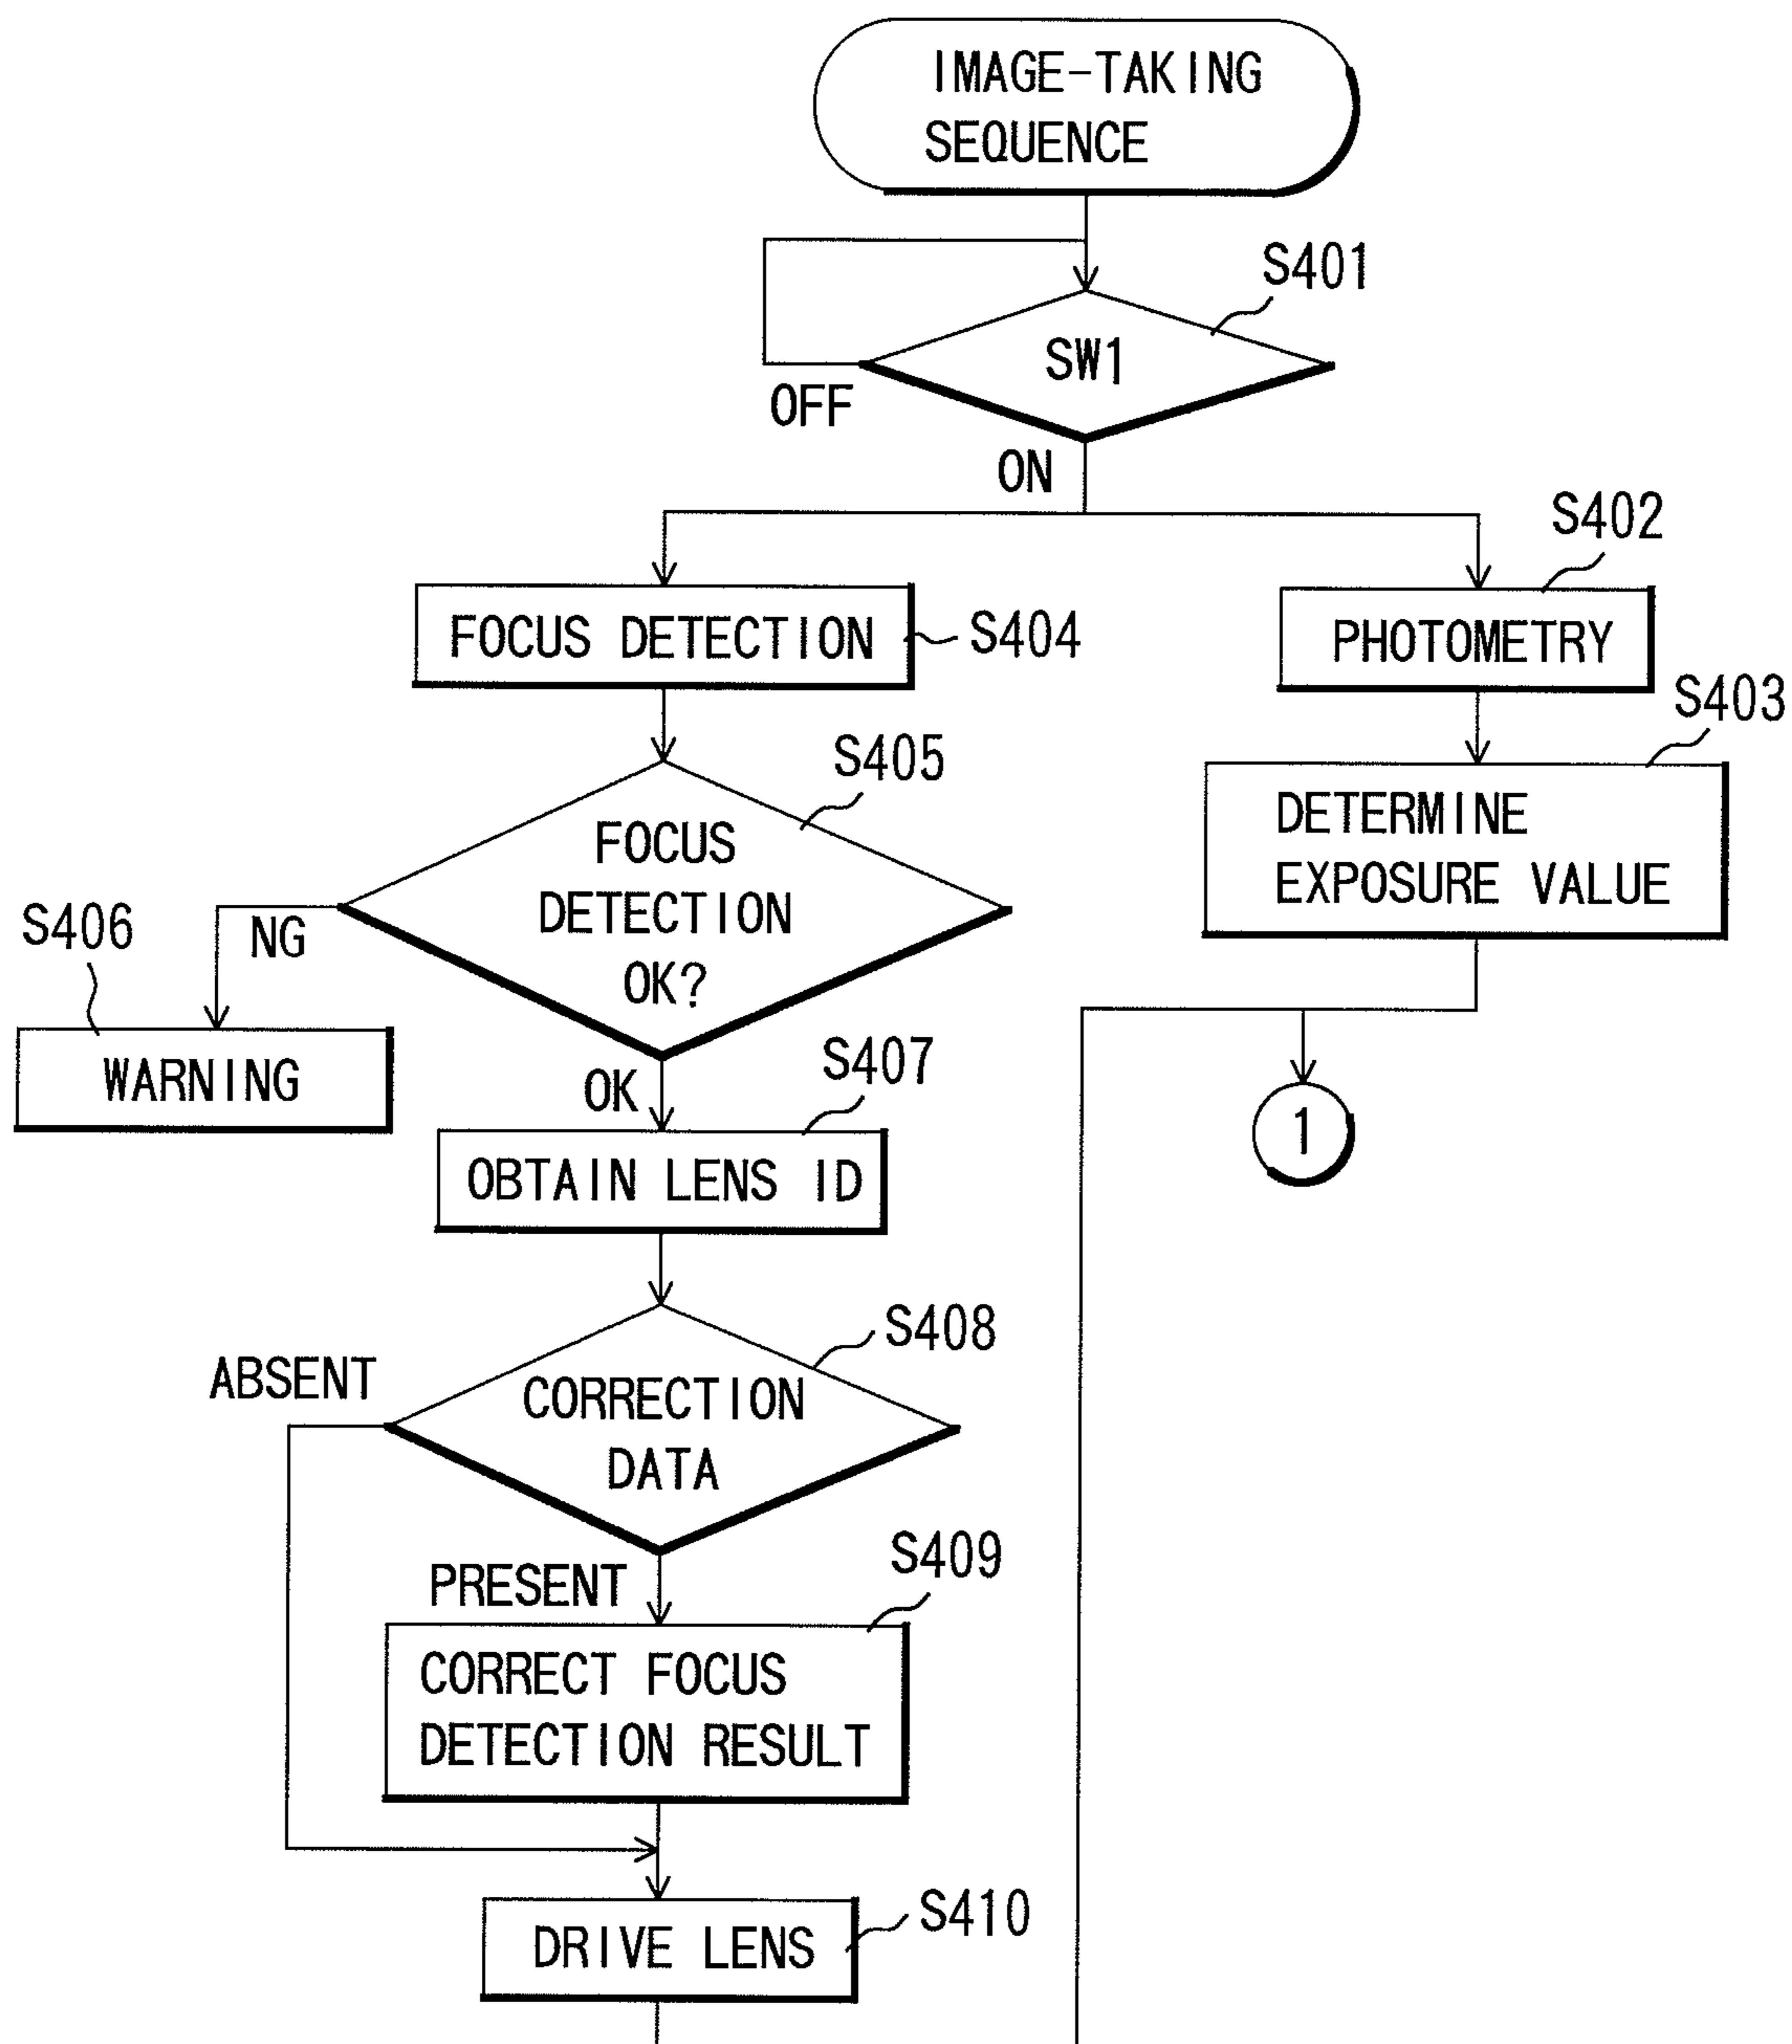 IMAGE-TAKING
SEQUENCE
S401
SW1
OFF
ON
S402
FOCUS DETECTION
S404
PHOTOMETRY
S403
S405
DETERMINE
EXPOSURE VALUE
FOCUS
DETECTION
OK?
S406
NG
WARNING
S407
OK
1
OBTAIN LENS ID
S408
ABSENT
CORRECTION
DATA
S409
PRESENT
CORRECT FOCUS
DETECTION RESULT
S410
DRIVE LENS